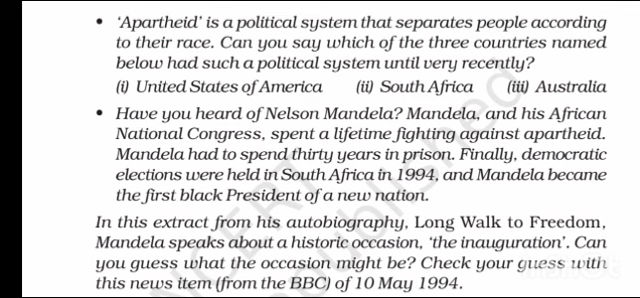 • 'Apartheid' is a political system that separates people according
to their race. Can you say which of the three countries named
below had such a political system until very recently?
(i) United States of America (ii) South Africa (iii) Australia
• Have you heard of Nelson Mandela? Mandela, and his African
National Congress, spent a lifetime fighting against apartheid.
Mandela had to spend thirty years in prison. Finally, democratic
elections were held in South Africa in 1994, and Mandela became
the first black President of a new nation.
In this extract from his autobiography, Long Walk to Freedom,
Mandela speaks about a historic occasion, 'the inauguration'. Can
you guess what the occasion might be? Check your guess with
this news item (from the BBC) of 10 May 1994.